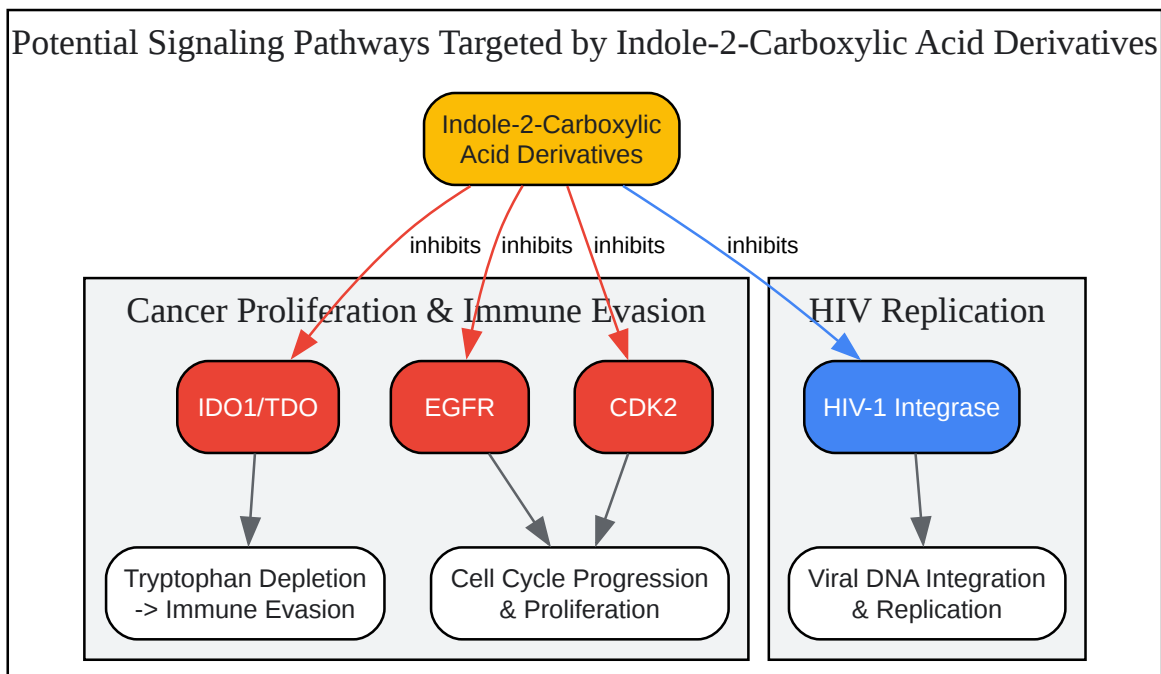 Potential Signaling Pathways Targeted by Indole-2-Carboxylic Acid Derivatives
Indole-2-Carboxylic
Acid Derivatives
inhibits
inhibits
inhibits
inhibits
Cancer Proliferation & Immune Evasion
HIV Replication
IDO1/TDO
EGFR
CDK2
HIV-1 Integrase
Tryptophan Depletion
-> Immune Evasion
Cell Cycle Progression
& Proliferation
Viral DNA Integration
& Replication